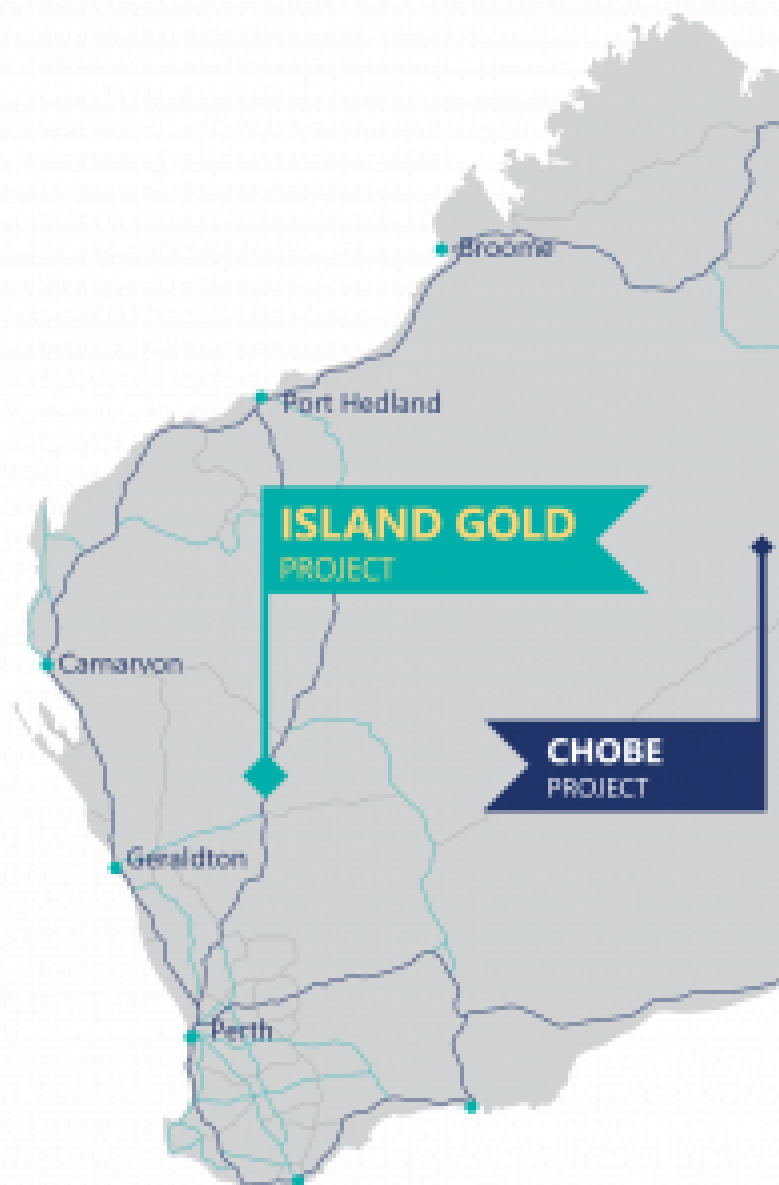 Broome
Port Hedland
ISLAND GOLD
PROJECT
Carnarvon
CHOBE
PROJECT
Geraldton
Perth